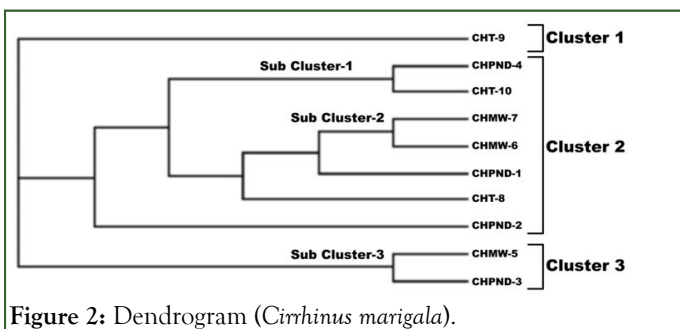 CHT-9
Cluster 1
Sub Cluster-1
CHPND-4
CHT-10
Sub Cluster-2
CHMW-7
CHMW-6
Cluster 2
CHPND-1
CHT-8
CHPND-2
Sub Cluster-3
CHMW-5
Cluster 3
CHPND-3
Figure 2: Dendrogram (Cirrhinus marigala).